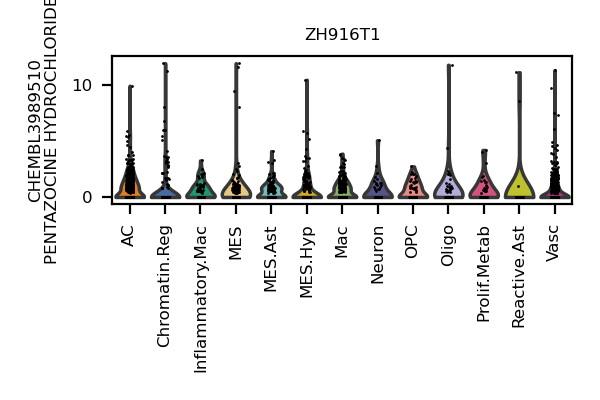 ZH916T1
CHEMBL3989510
PENTAZOCINE HYDROCHLORIDE
10
0
AC
Chromatin.Reg
Inflammatory.Mac
MES
MES.Ast
MES.Hyp
Mac
Neuron
OPC
Oligo
Prolif.Metab
Reactive.Ast
Vasc